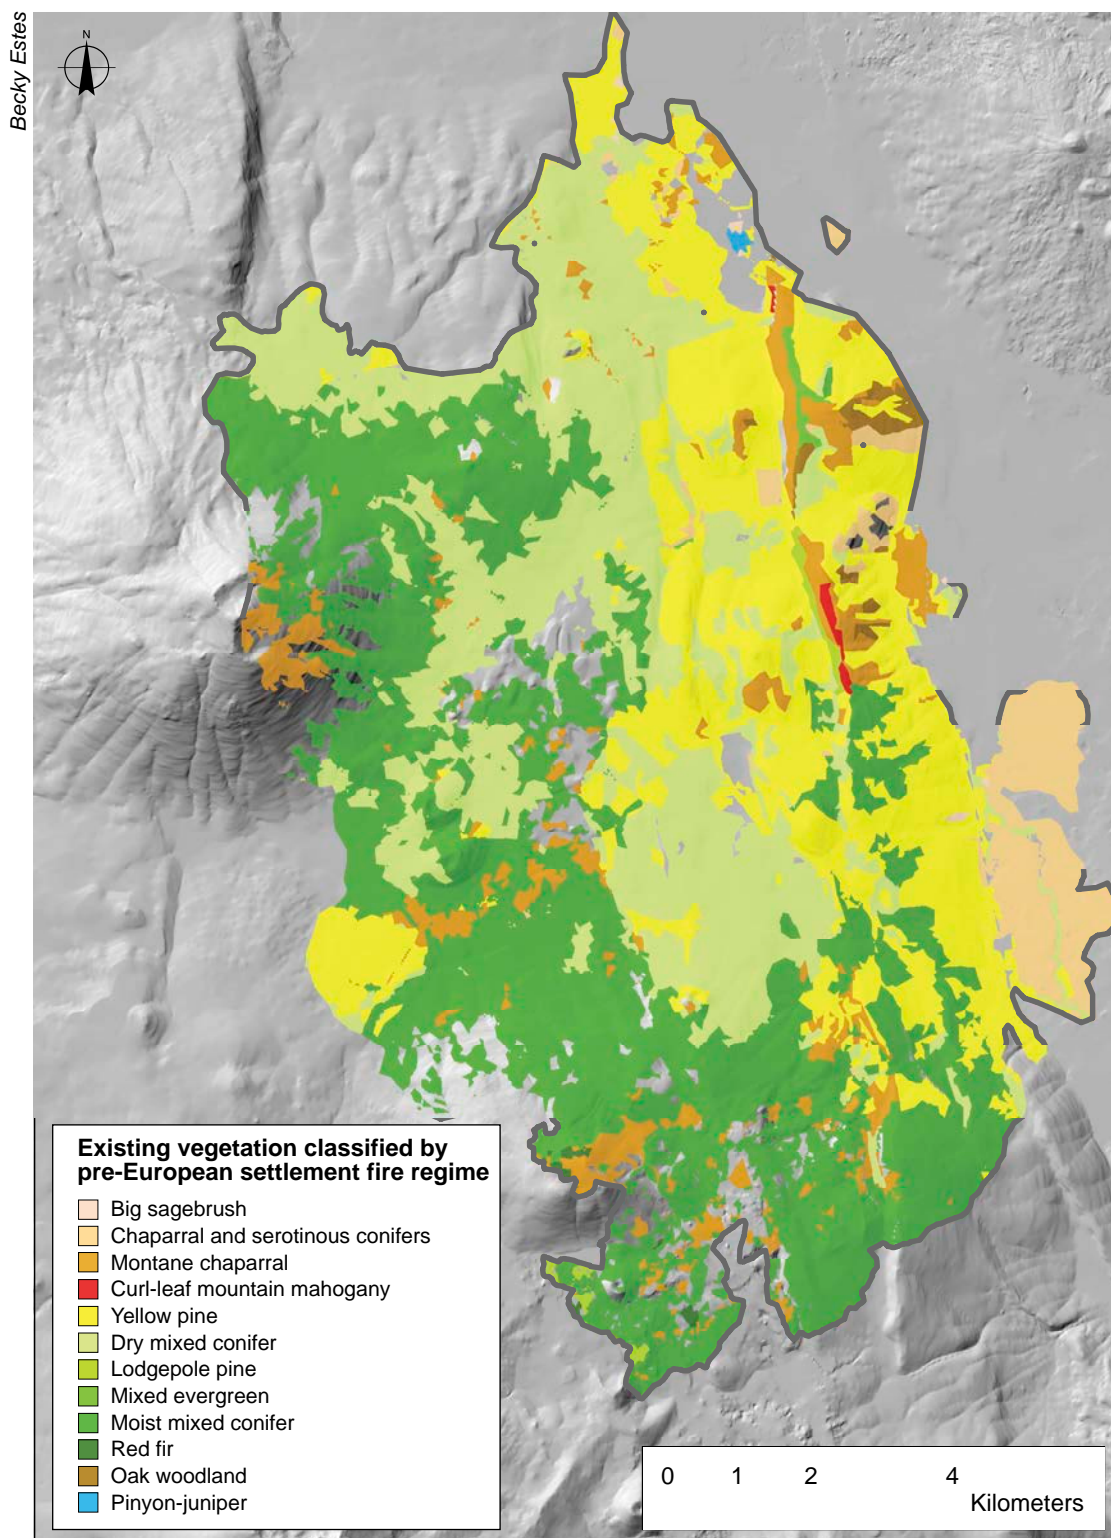 Becky Estes
N
Existing vegetation classified by
pre-European settlement fire regime
Big sagebrush
Chaparral and serotinous conifers
Montane chaparral
Curl-leaf mountain mahogany
Yellow pine
Dry mixed conifer
Lodgepole pine
Mixed evergreen
Moist mixed conifer
Red fir
Oak woodland
Pinyon-juniper
0 1 2 4
Kilometers